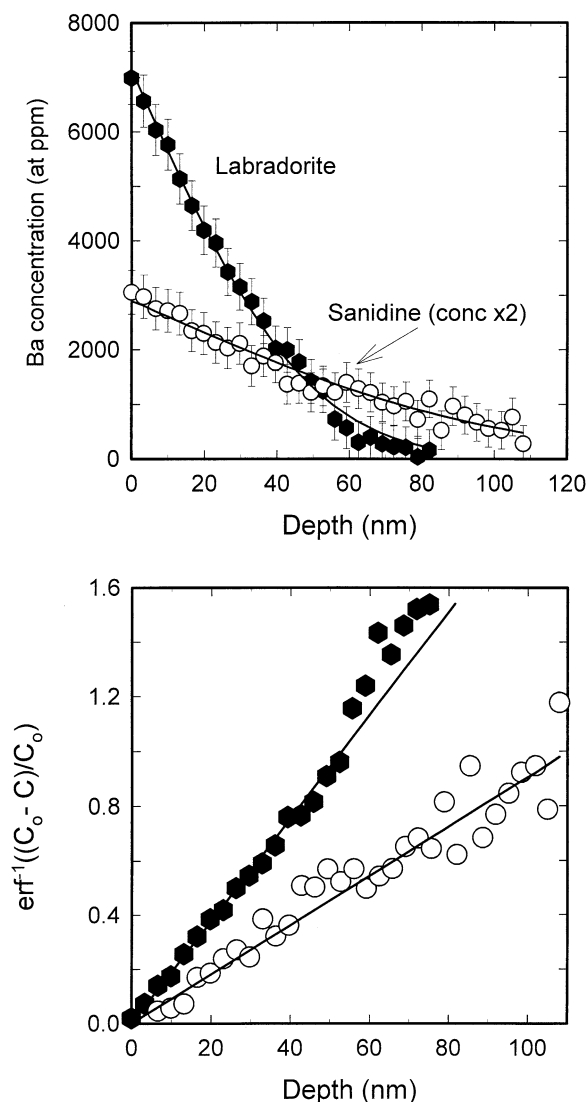 8000
6000
4000
2000
0
Ba concentration (at ppm)
Labradorite
Sanidine (conc x2)
0 20 40 60 80 100 120
Depth (nm)
1.6
1.2
0.8
0.4
0.0
erf⁻¹((Cₒ - C)/Cₒ)
0 20 40 60 80 100
Depth (nm)